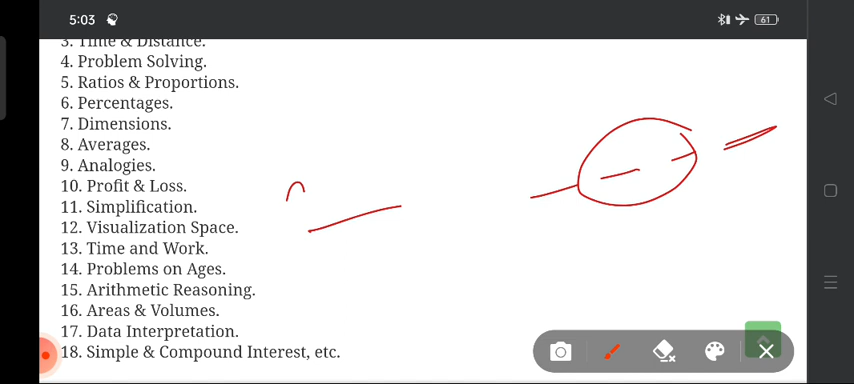 5:03
61
3. Time & Distance.
4. Problem Solving.
5. Ratios & Proportions.
6. Percentages.
7. Dimensions.
8. Averages.
9. Analogies.
10. Profit & Loss.
11. Simplification.
12. Visualization Space.
13. Time and Work.
14. Problems on Ages.
15. Arithmetic Reasoning.
16. Areas & Volumes.
17. Data Interpretation.
18. Simple & Compound Interest, etc.